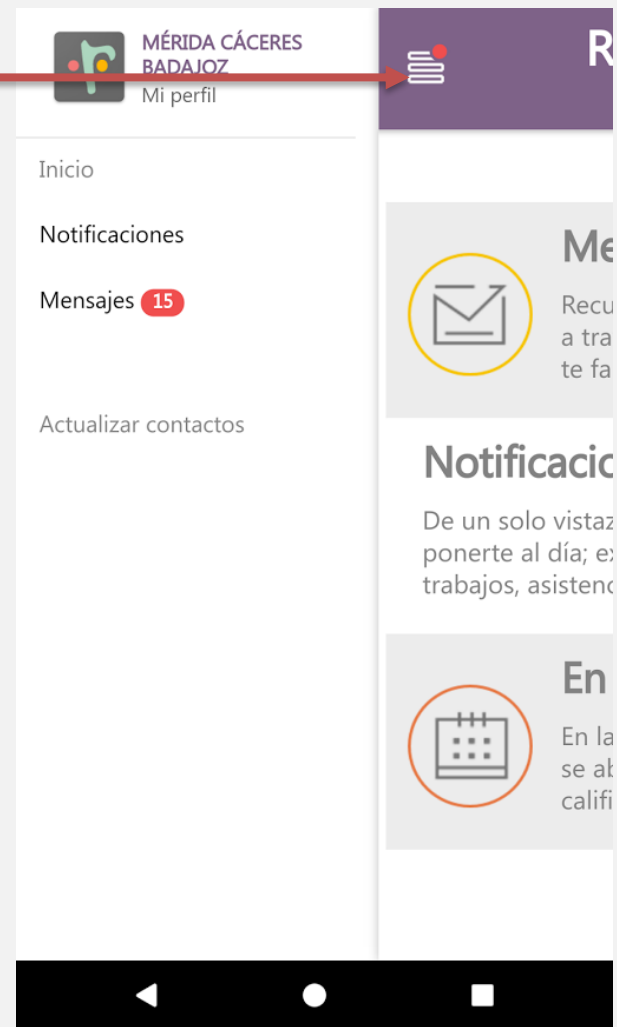 MÉRIDA CÁCERES
BADAJOZ
Mi perfil
Inicio
Notificaciones
Mensajes 15
Actualizar contactos
R
Me
Recu
a tra
te fa
Notificacio
De un solo vistaz
ponerte al día; ex
trabajos, asistenc
En
En la
se ab
califi